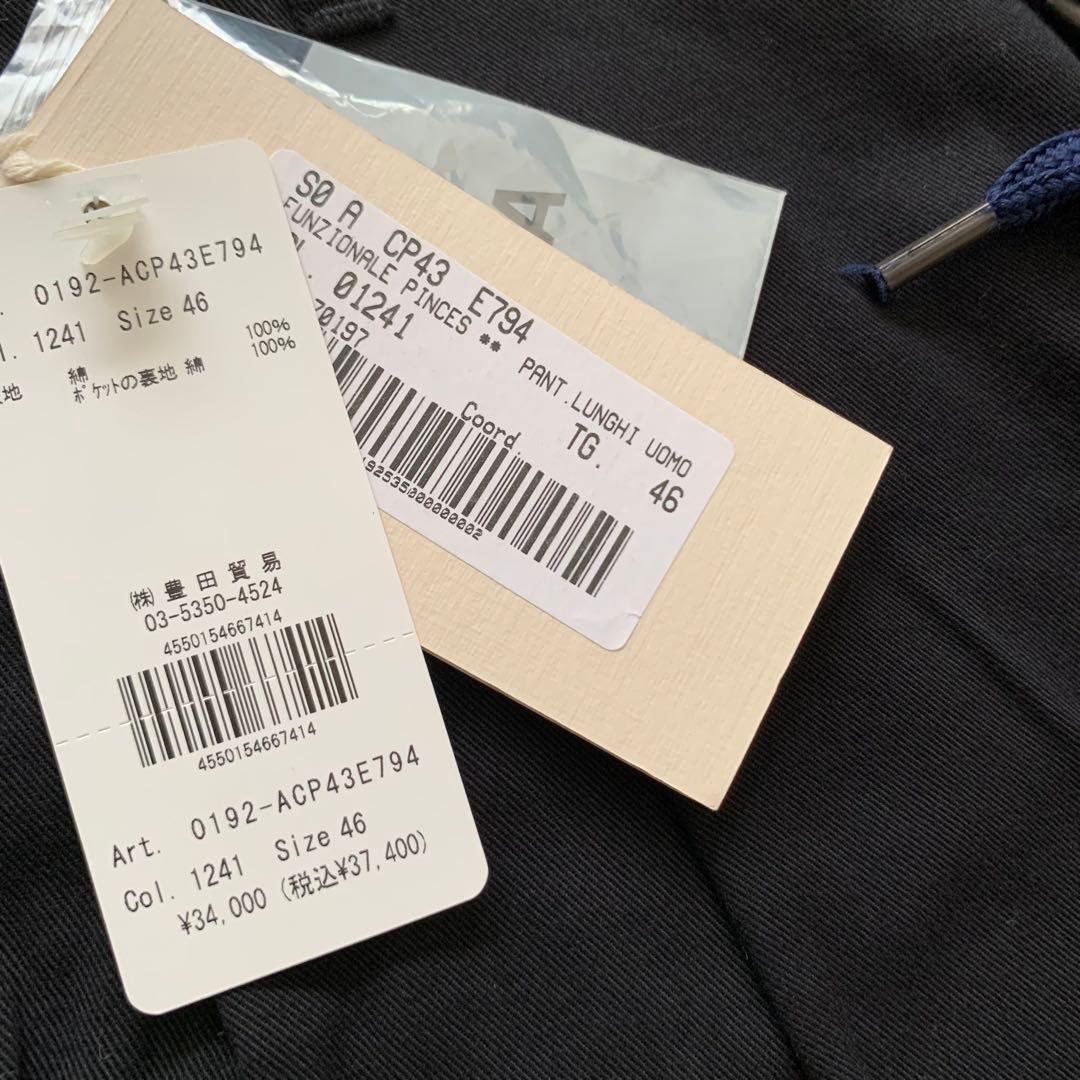 0192-ACP43E794
1241 Size 46
綿 100%
ポケットの裏地 綿 100%
(株) 豊田貿易
03-5350-4524
4550154667414
4550154667414
Art. 0192-ACP43E794
Col. 1241 Size 46
¥34,000 (税込¥37,400)
S0 A CP43 E794
FUNZIONALE PINCES ** PANT.LUNGHI UOMO
01241 TG. 46
70197 Coord.
92535000000002
A